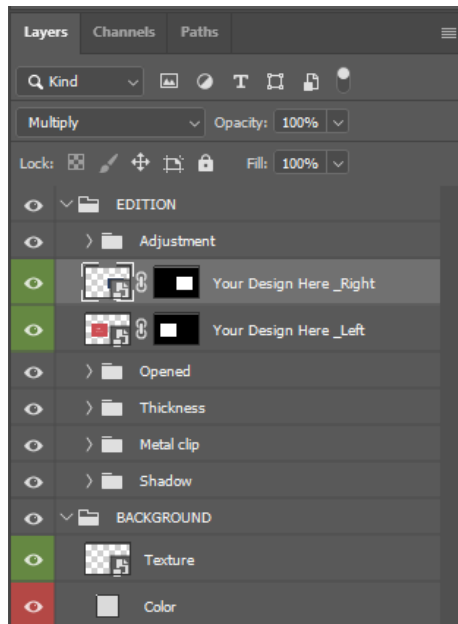 Layers Channels Paths
Kind
Multiply Opacity: 100%
Lock: Fill: 100%
EDITION
Adjustment
Your Design Here _Right
Your Design Here _Left
Opened
Thickness
Metal clip
Shadow
BACKGROUND
Texture
Color